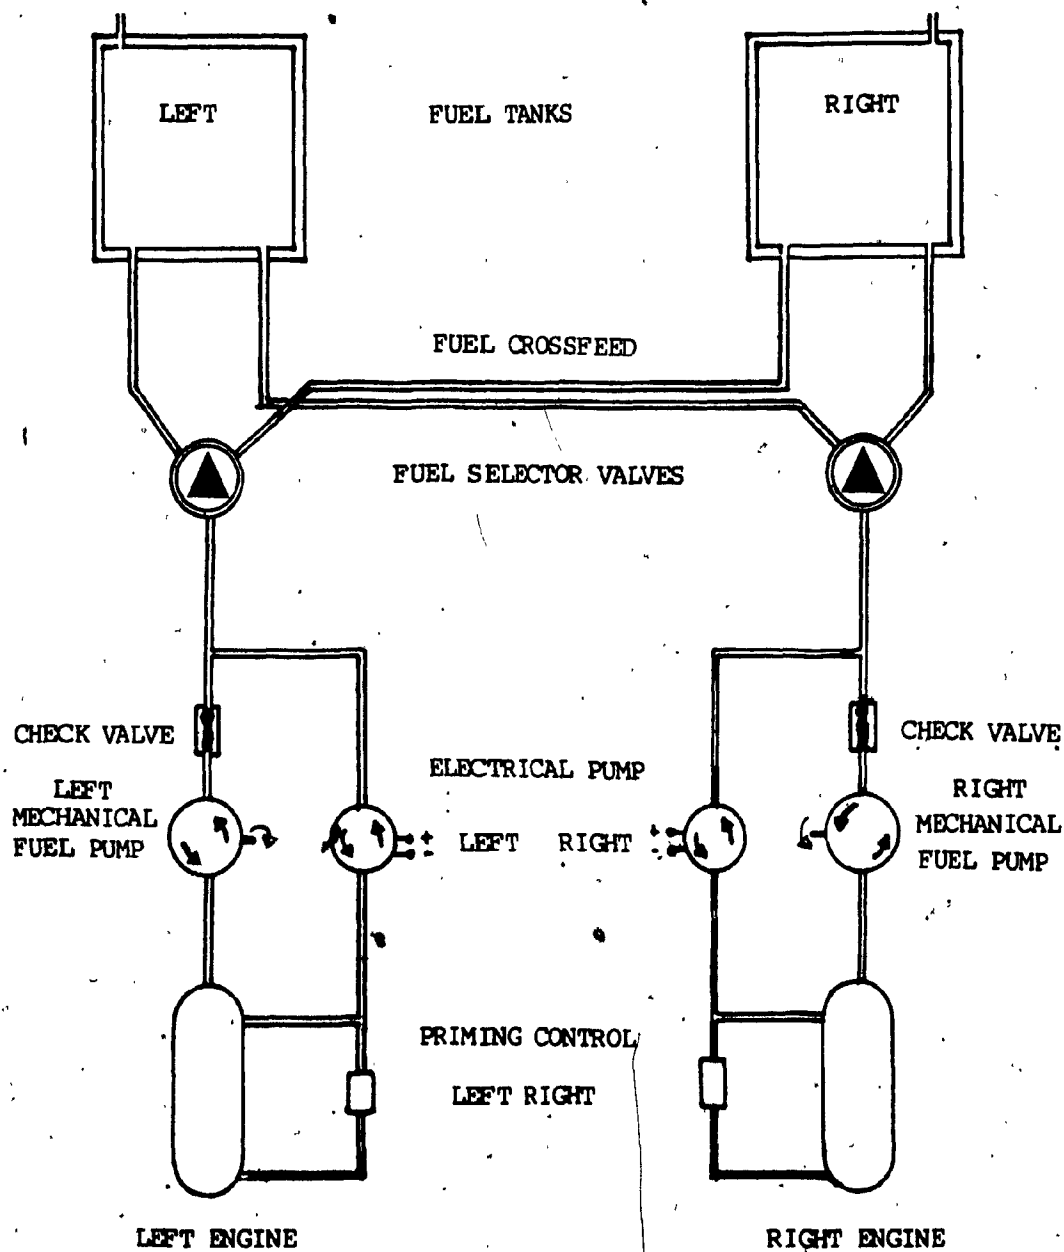 LEFT
FUEL TANKS
RIGHT
FUEL CROSSFEED
FUEL SELECTOR VALVES
CHECK VALVE
CHECK VALVE
LEFT
MECHANICAL
FUEL PUMP
ELECTRICAL PUMP
+
-
LEFT RIGHT
+
-
RIGHT
MECHANICAL
FUEL PUMP
PRIMING CONTROL
LEFT RIGHT
LEFT ENGINE
RIGHT ENGINE